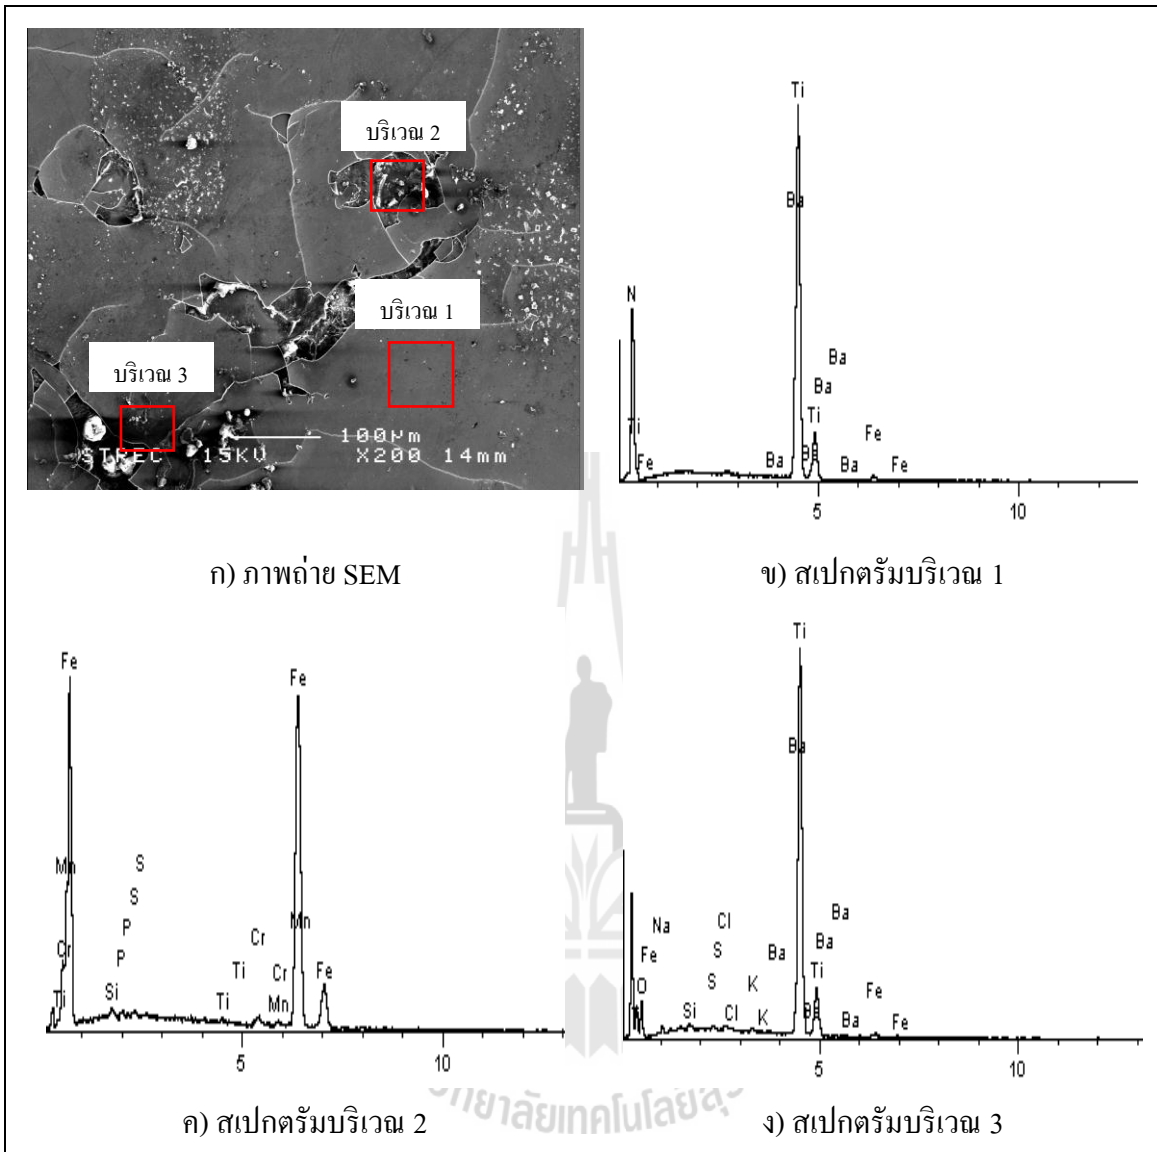 บริเวณ 2
บริเวณ 1
บริเวณ 3
100μm
STREC 15KV X200 14mm
ก) ภาพถ่าย SEM
Ti
Ba
N
Ti
Fe
Ba
Ba
Ti
Ba
Ba
Ba
Fe
Fe
5
10
ข) สเปกตรัมบริเวณ 1
Fe
Mn
Cr
Ti
S
S
P
P
Si
Ti
Ti
Cr
Cr
Mn
Fe
Mn
Fe
5
10
ค) สเปกตรัมบริเวณ 2
Ti
Ba
Na
Fe
O
Si
Cl
S
S
Cl
K
K
Ba
Ba
Ba
Ti
Ba
Ba
Fe
Fe
5
10
ง) สเปกตรัมบริเวณ 3